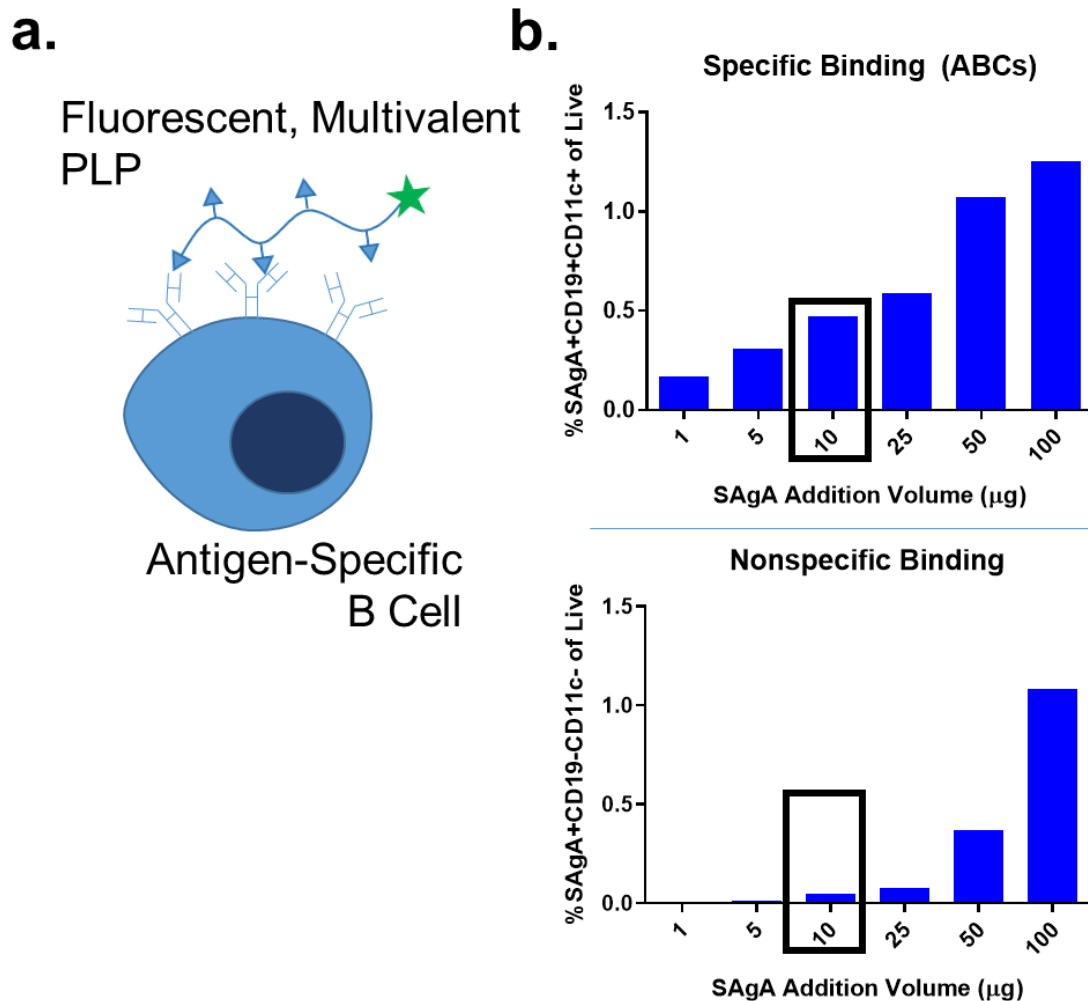 a.
Fluorescent, Multivalent
PLP
Antigen-Specific
B Cell
b.
Specific Binding (ABCs)
%SAgA+CD19+CD11c+ of Live
1.5
1.0
0.5
0.0
1
5
10
25
50
100
SAgA Addition Volume (µg)
Nonspecific Binding
%SAgA+CD19-CD11c- of Live
1.5
1.0
0.5
0.0
1
5
10
25
50
100
SAgA Addition Volume (µg)